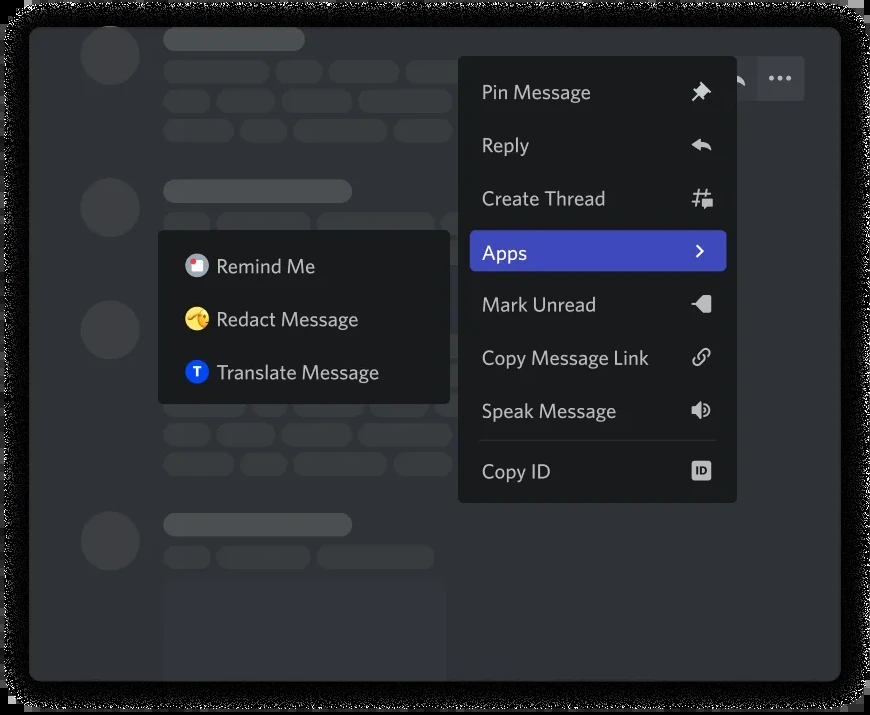 Pin Message
Reply
Create Thread
Apps
Mark Unread
Copy Message Link
Speak Message
Copy ID
ID
Remind Me
Redact Message
T
Translate Message